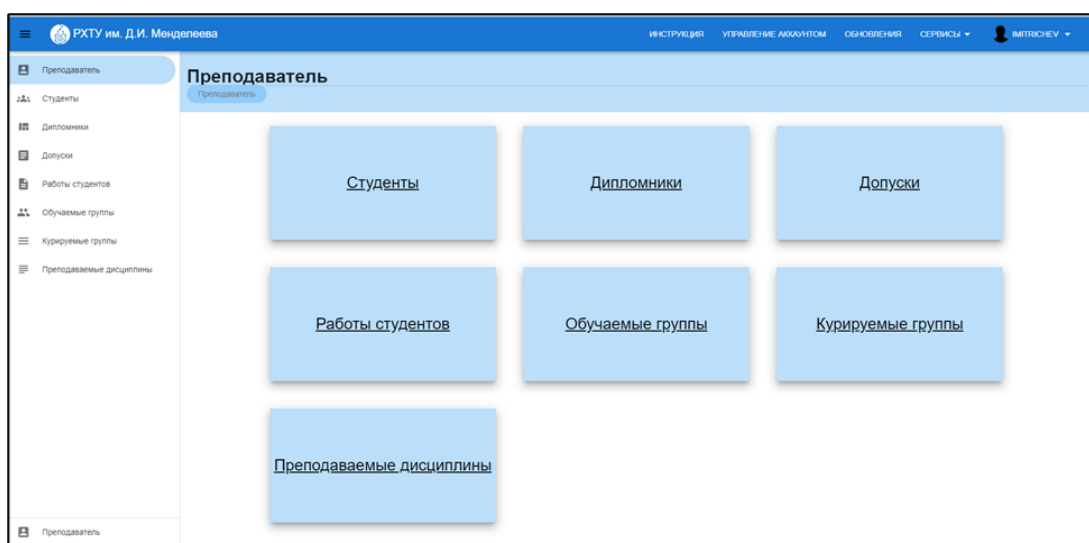 РХТУ им. Д.И. Менделеева
ИНСТРУКЦИЯ УПРАВЛЕНИЕ АККАУНТОМ ОБНОВЛЕНИЯ СЕРВИСЫ IMITRICHEV
Преподаватель
Студенты
Дипломники
Допуски
Работы студентов
Обучаемые группы
Курируемые группы
Преподаваемые дисциплины
Преподаватель
Преподаватель
Преподаватель
Студенты Дипломники Допуски
Работы студентов Обучаемые группы Курируемые группы
Преподаваемые дисциплины